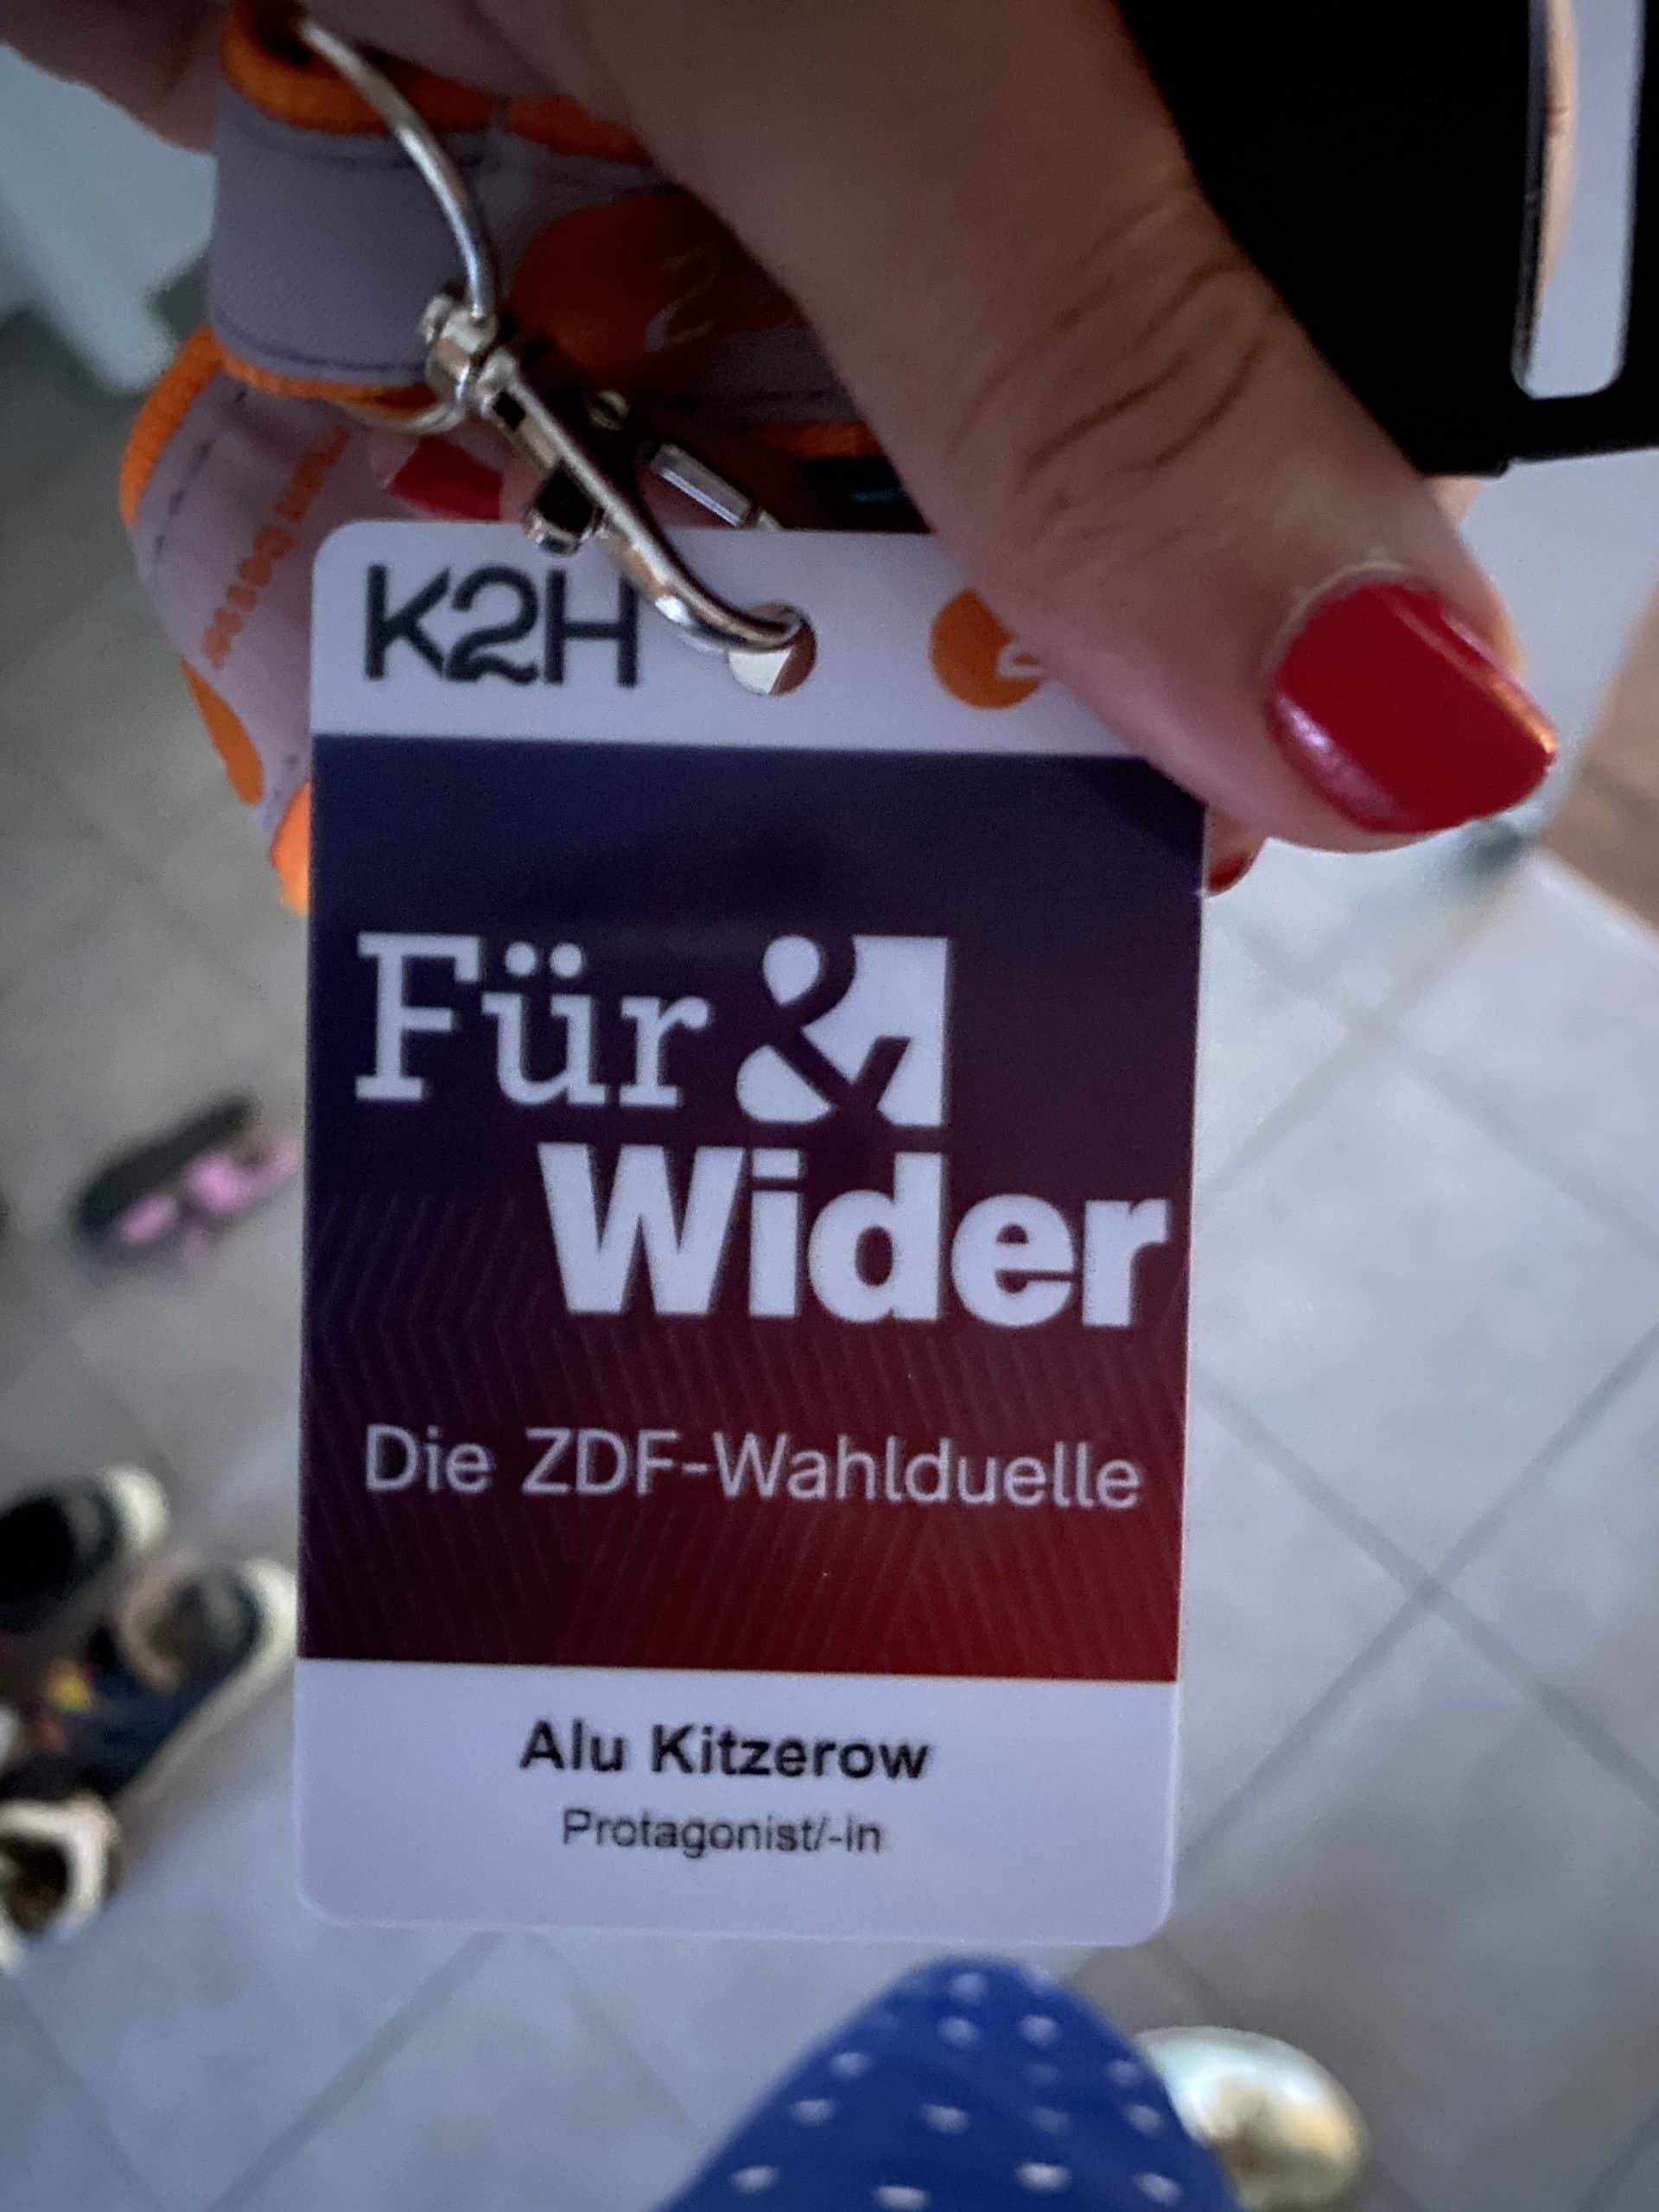 K2H
Für &
Wider
Die ZDF-Wahlduelle
Alu Kitzerow
Protagonist/-in